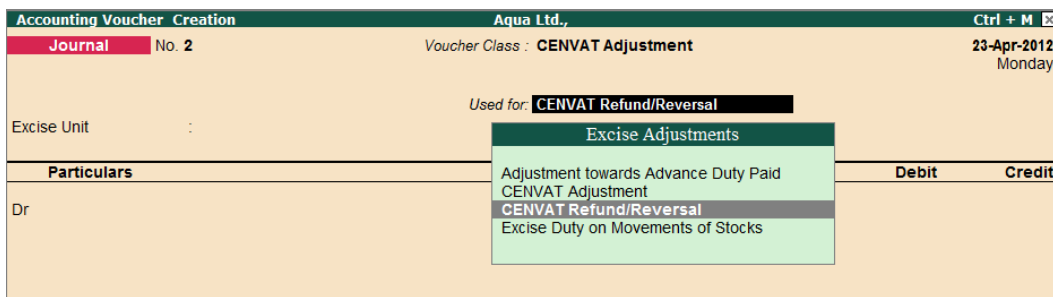 Accounting Voucher Creation Aqua Ltd., Ctrl + M
Journal No. 2 Voucher Class : CENVAT Adjustment 23-Apr-2012
Monday
Used for: CENVAT Refund/Reversal
Excise Unit :
Excise Adjustments
Particulars Debit Credit
Adjustment towards Advance Duty Paid
CENVAT Adjustment
Dr
CENVAT Refund/Reversal
Excise Duty on Movements of Stocks